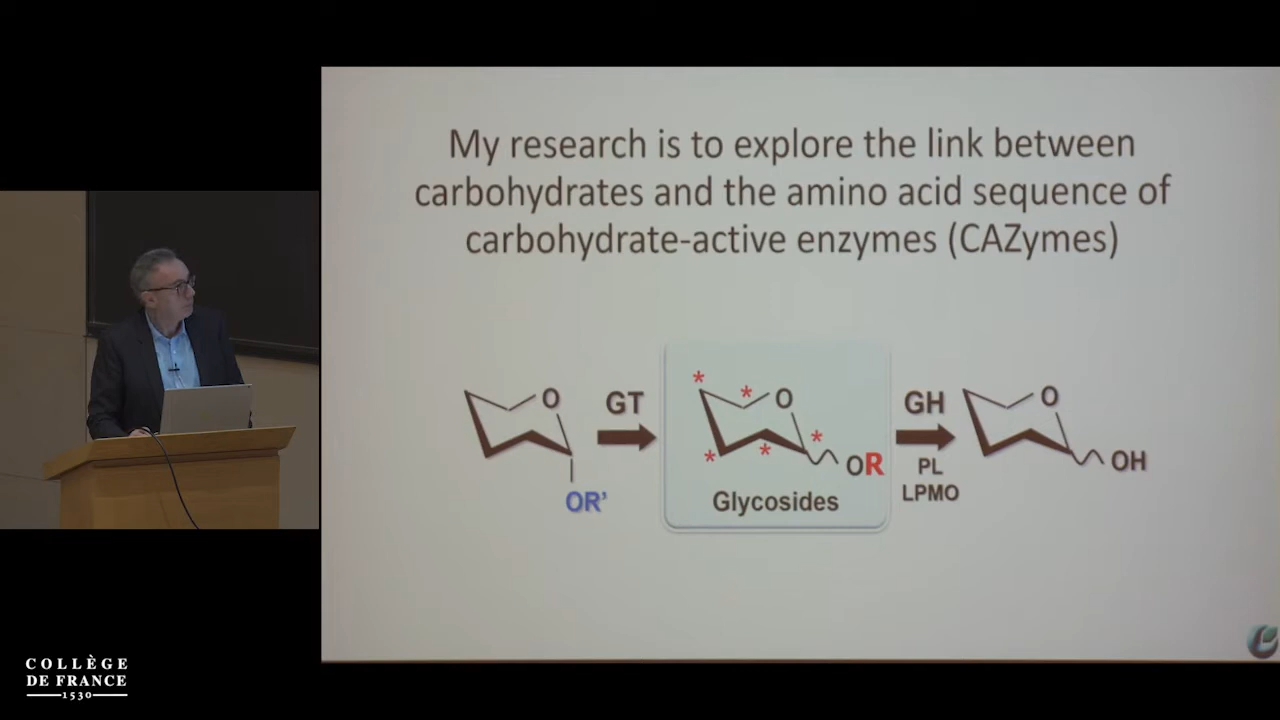 My research is to explore the link between
carbohydrates and the amino acid sequence of
carbohydrate-active enzymes (CAZymes)
O
OR'
GT
* * O
* * *
OR
Glycosides
GH
PL
LPMO
O
OH
COLLÈGE
DE FRANCE
1530